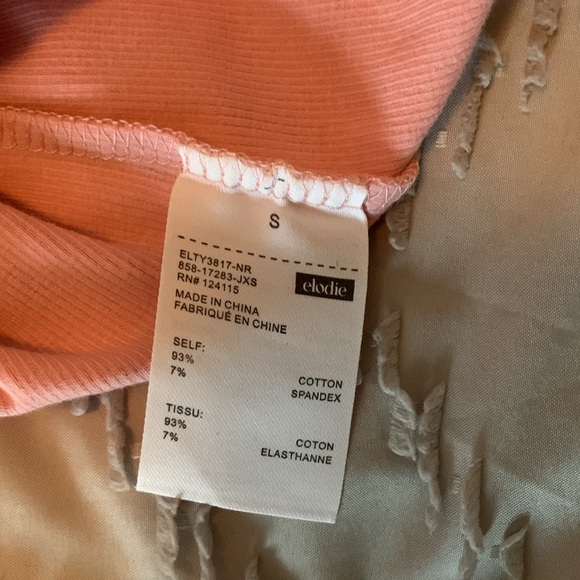 S
ELTY3817-NR
858-17283-JXS
RN# 124115
elodie
MADE IN CHINA
FABRIQUÉ EN CHINE
SELF:
93% COTTON
7% SPANDEX
TISSU:
93% COTON
7% ELASTHANNE